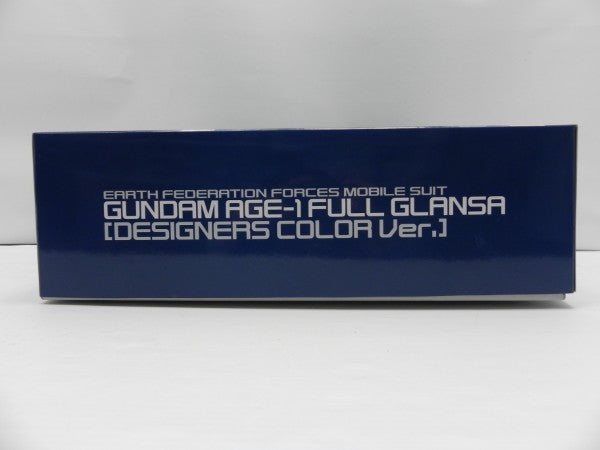 EARTH FEDERATION FORCES MOBILE SUIT
GUNDAM AGE-1 FULL GLANSA
[DESIGNERS COLOR Ver.]